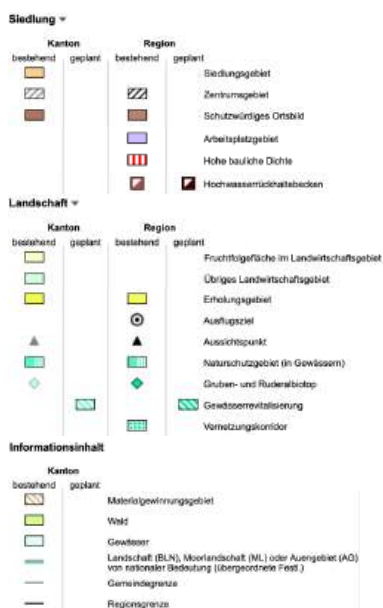 Siedlung
Kanton Region
bestehend geplant bestehend geplant
Siedlungsgebiet
Zentrumsgebiet
Schutzwürdiges Ortsbild
Arbeitsplatzgebiet
Hohe bauliche Dichte
Hochwasserrückhaltebecken
Landschaft
Kanton Region
bestehend geplant bestehend geplant
Fruchtfolgefläche im Landwirtschaftsgebiet
Übriges Landwirtschaftsgebiet
Erholungsgebiet
Ausflugsziel
Aussichtspunkt
Naturschutzgebiet (in Gewässern)
Gruben- und Ruderalbiotop
Gewässerrevitalisierung
Vernetzungskorridor
Informationsinhalt
Kanton
bestehend geplant
Materialgewinnungsgebiet
Wald
Gewässer
Landschaft (BLN), Moorlandschaft (ML) oder Auengebiet (AG)
von nationaler Bedeutung (übergeordnete Festl.)
Gemeindegrenze
Regionsgrenze